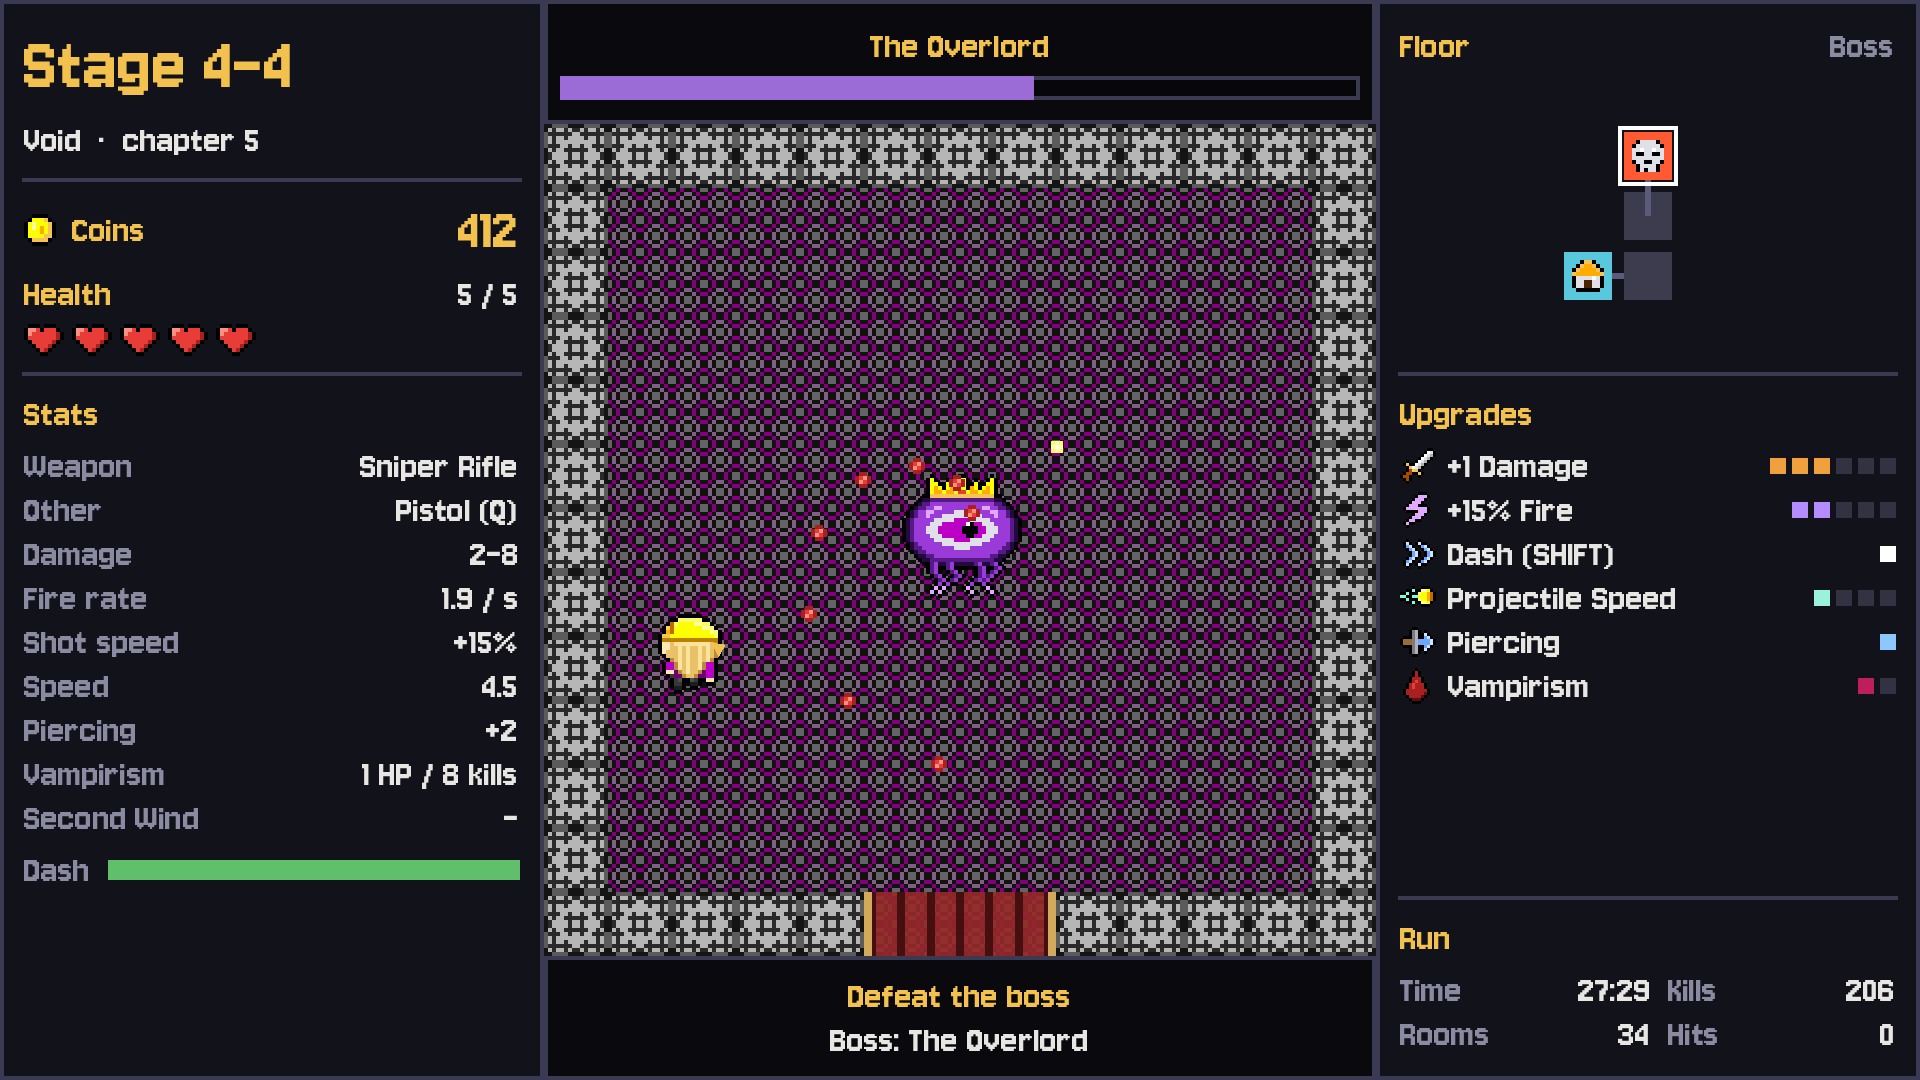 Stage 4-4
Void · chapter 5
Coins 412
Health 5 / 5
Stats
Weapon Sniper Rifle
Other Pistol (Q)
Damage 2-8
Fire rate 1.9 / s
Shot speed +15%
Speed 4.5
Piercing +2
Vampirism 1 HP / 8 kills
Second Wind -
Dash
The Overlord
Defeat the boss
Boss: The Overlord
Floor Boss
Upgrades
+1 Damage
+15% Fire
Dash (SHIFT)
Projectile Speed
Piercing
Vampirism
Run
Time 27:29 Kills 206
Rooms 34 Hits 0